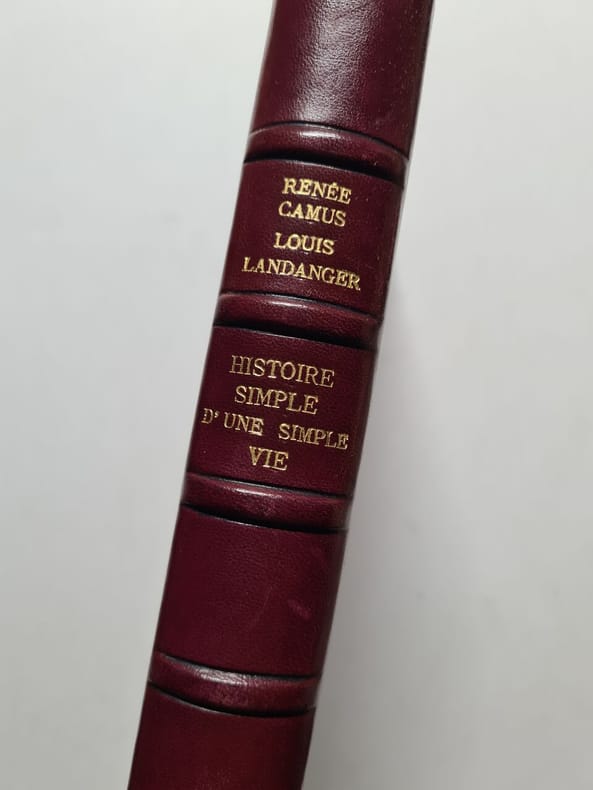 RENÉE
CAMUS
LOUIS
LANDANGER
HISTOIRE
SIMPLE
D'UNE SIMPLE
VIE